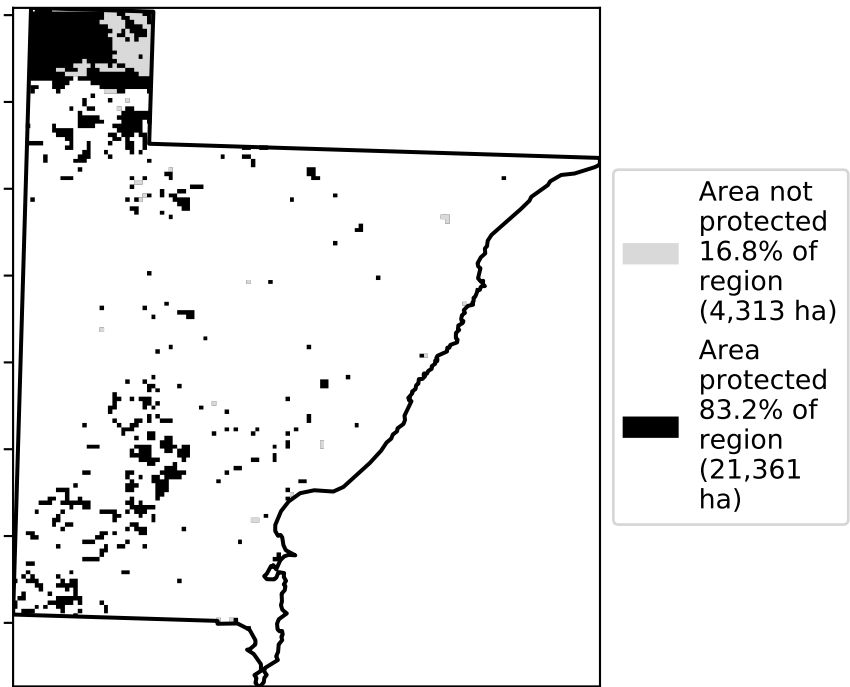 Area not
protected
16.8% of
region
(4,313 ha)
Area
protected
83.2% of
region
(21,361
ha)